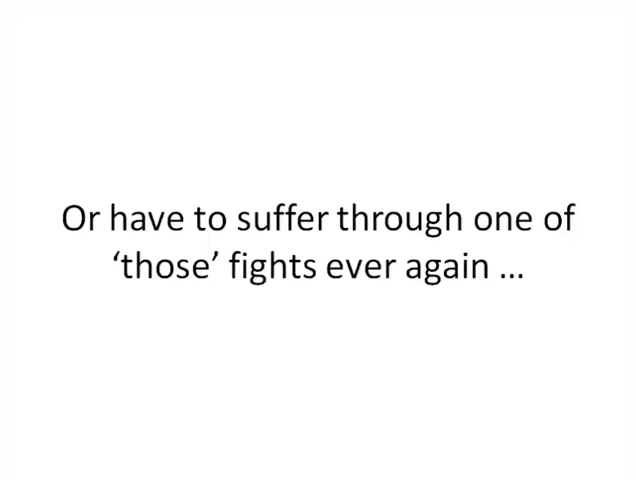 Or have to suffer through one of
‘those’ fights ever again ...